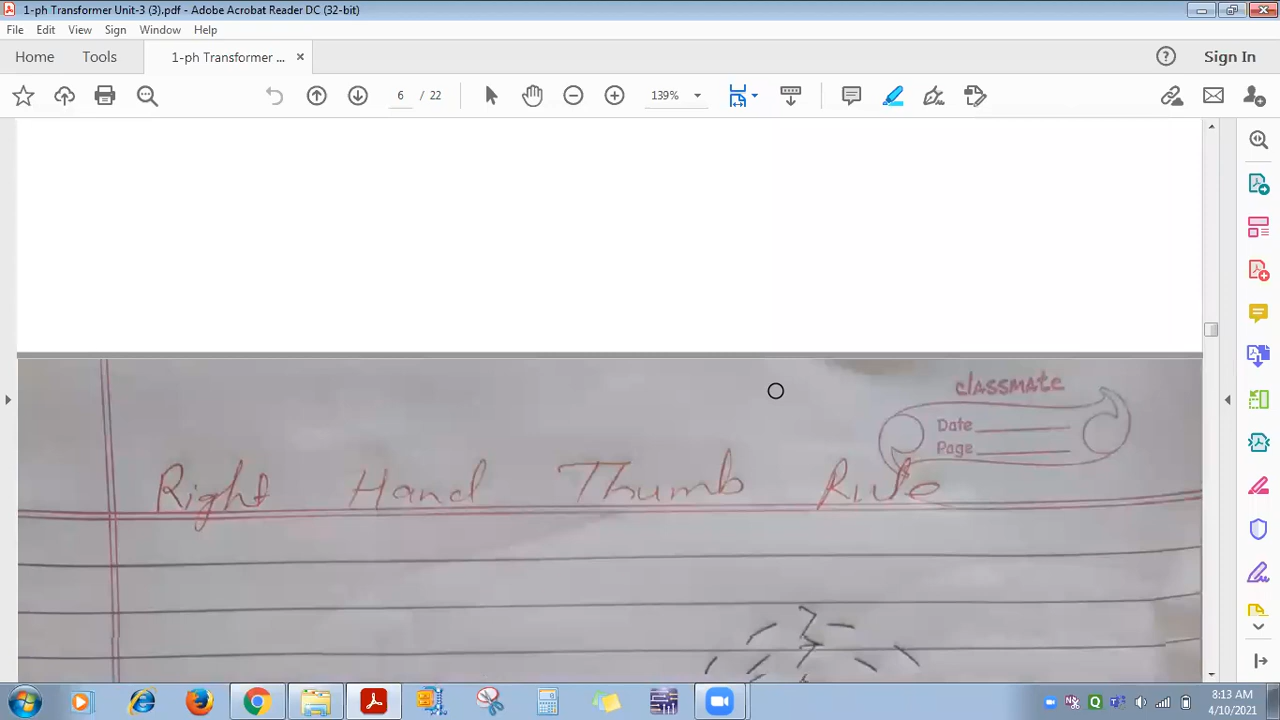 1-ph Transformer Unit-3 (3).pdf - Adobe Acrobat Reader DC (32-bit)
File Edit View Sign Window Help
Home Tools 1-ph Transformer ... Sign In
6 / 22 139%
classmate
Date
Page
Right Hand Thumb Rule
8:13 AM
4/10/2021